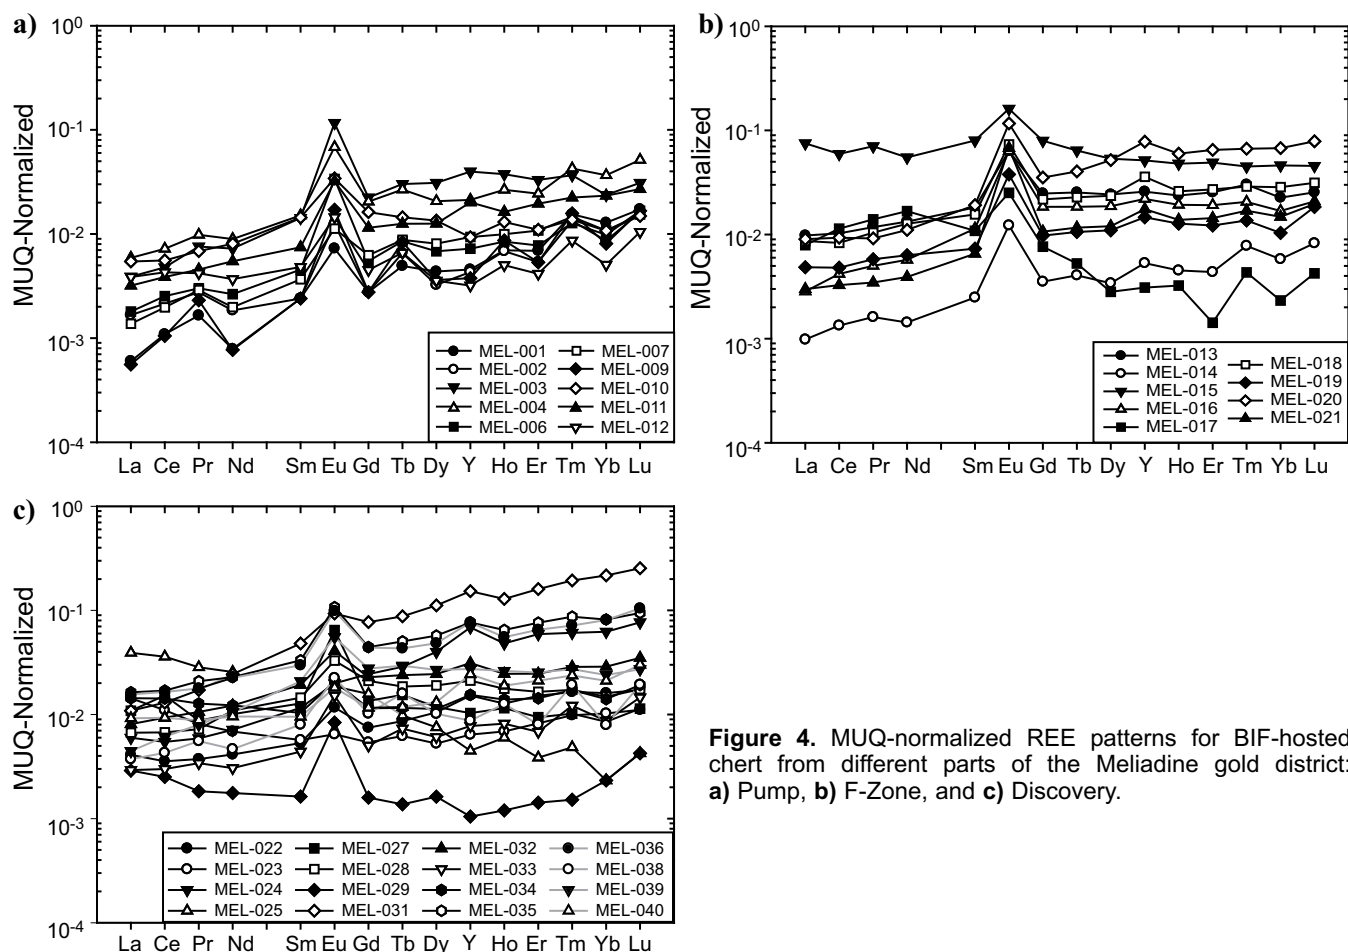 a)
MUQ-Normalized
10^0
10^-1
10^-2
10^-3
10^-4
La Ce Pr Nd Sm Eu Gd Tb Dy Y Ho Er Tm Yb Lu
MEL-001 MEL-007
MEL-002 MEL-009
MEL-003 MEL-010
MEL-004 MEL-011
MEL-006 MEL-012
b)
MUQ-Normalized
10^0
10^-1
10^-2
10^-3
10^-4
La Ce Pr Nd Sm Eu Gd Tb Dy Y Ho Er Tm Yb Lu
MEL-013 MEL-018
MEL-014 MEL-019
MEL-015 MEL-020
MEL-016 MEL-021
MEL-017
c)
MUQ-Normalized
10^0
10^-1
10^-2
10^-3
10^-4
La Ce Pr Nd Sm Eu Gd Tb Dy Y Ho Er Tm Yb Lu
MEL-022 MEL-027 MEL-032 MEL-036
MEL-023 MEL-028 MEL-033 MEL-038
MEL-024 MEL-029 MEL-034 MEL-039
MEL-025 MEL-031 MEL-035 MEL-040
Figure 4. MUQ-normalized REE patterns for BIF-hosted
chert from different parts of the Meliadine gold district:
a) Pump, b) F-Zone, and c) Discovery.